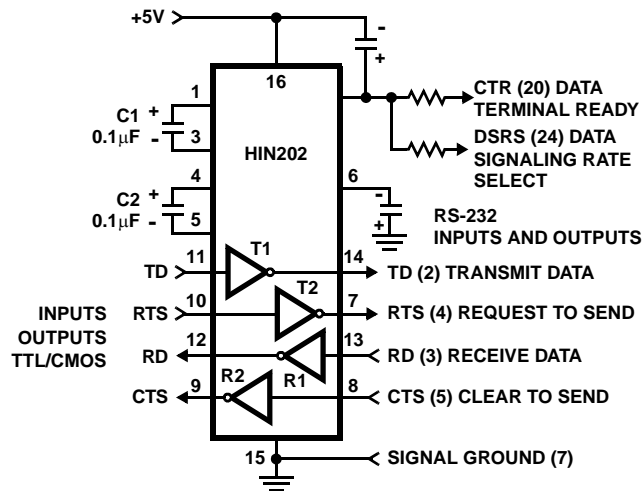 +5V
-
+
16
1
CTR (20) DATA
TERMINAL READY
C1
+
0.1μF
-
3
HIN202
DSRS (24) DATA
SIGNALING RATE
SELECT
4
6
C2
+
0.1μF
-
5
-
+
RS-232
INPUTS AND OUTPUTS
TD
11
T1
14
TD (2) TRANSMIT DATA
INPUTS
OUTPUTS
TTL/CMOS
RTS
10
T2
7
RTS (4) REQUEST TO SEND
RD
12
R1
13
RD (3) RECEIVE DATA
CTS
9
R2
8
CTS (5) CLEAR TO SEND
15
SIGNAL GROUND (7)